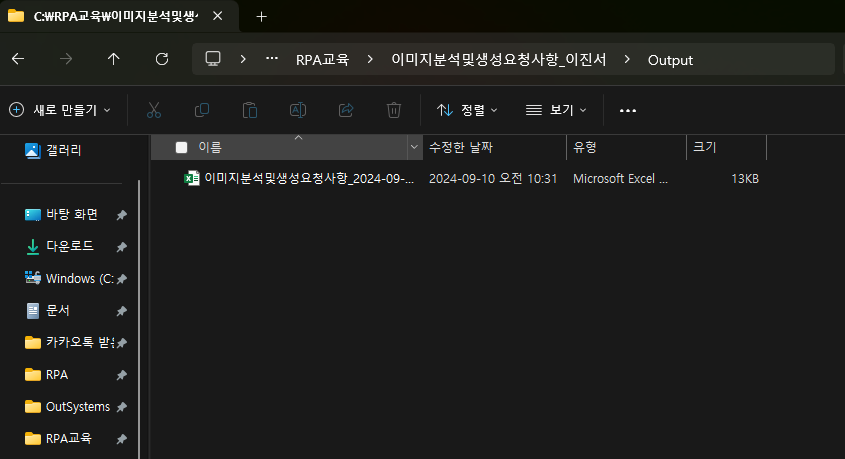 C:\RPA교육\이미지분석및생성
RPA교육 이미지분석및생성요청사항_이진서 Output
새로 만들기 정렬 보기
갤러리
이름 수정한 날짜 유형 크기
이미지분석및생성요청사항_2024-09-... 2024-09-10 오전 10:31 Microsoft Excel ... 13KB
바탕 화면
다운로드
Windows (C:
문서
카카오톡 받은
RPA
OutSystems
RPA교육